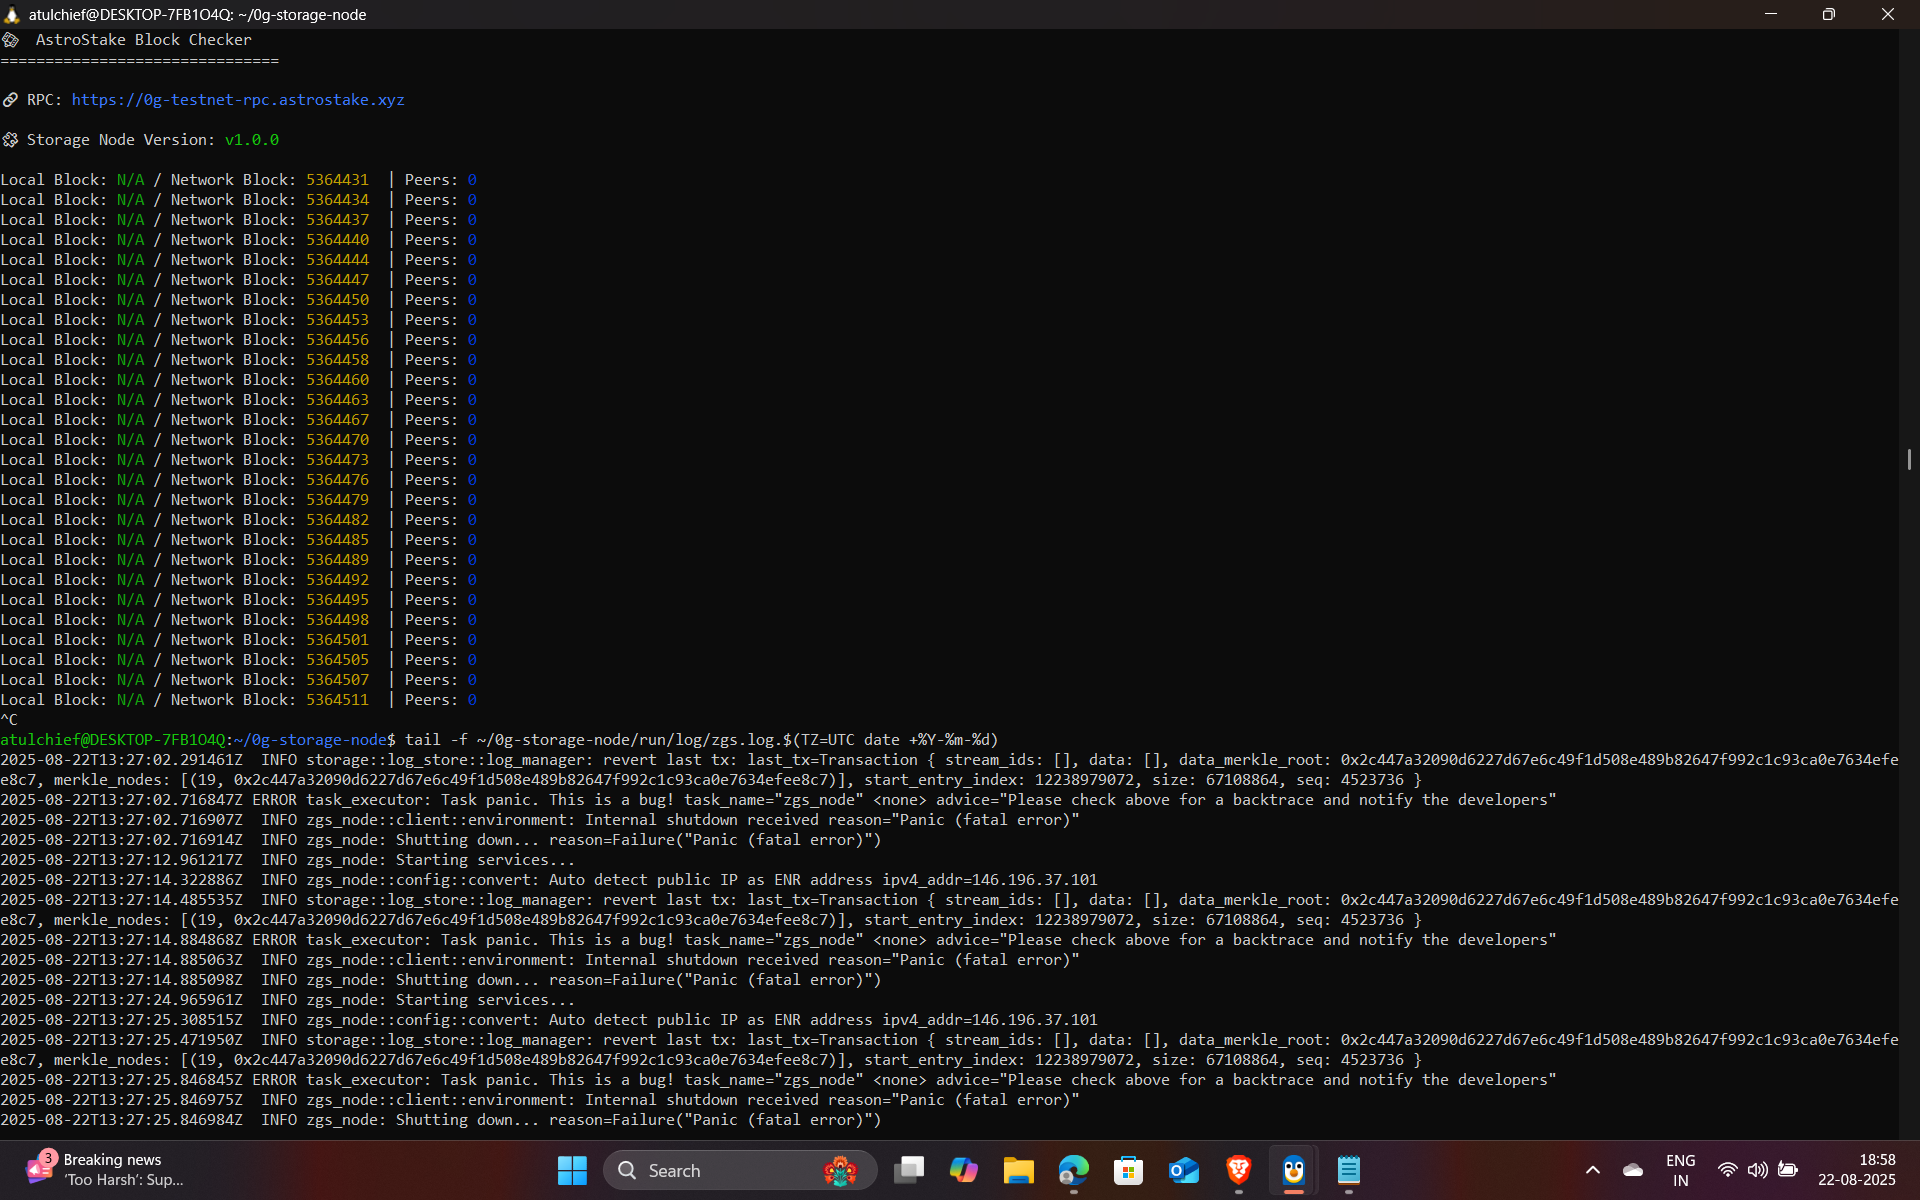 atulchief@DESKTOP-7FB1O4Q: ~/0g-storage-node
AstroStake Block Checker
===============================
RPC: https://0g-testnet-rpc.astrostake.xyz
Storage Node Version: v1.0.0
Local Block: N/A / Network Block: 5364431 | Peers: 0
Local Block: N/A / Network Block: 5364434 | Peers: 0
Local Block: N/A / Network Block: 5364437 | Peers: 0
Local Block: N/A / Network Block: 5364440 | Peers: 0
Local Block: N/A / Network Block: 5364444 | Peers: 0
Local Block: N/A / Network Block: 5364447 | Peers: 0
Local Block: N/A / Network Block: 5364450 | Peers: 0
Local Block: N/A / Network Block: 5364453 | Peers: 0
Local Block: N/A / Network Block: 5364456 | Peers: 0
Local Block: N/A / Network Block: 5364458 | Peers: 0
Local Block: N/A / Network Block: 5364460 | Peers: 0
Local Block: N/A / Network Block: 5364463 | Peers: 0
Local Block: N/A / Network Block: 5364467 | Peers: 0
Local Block: N/A / Network Block: 5364470 | Peers: 0
Local Block: N/A / Network Block: 5364473 | Peers: 0
Local Block: N/A / Network Block: 5364476 | Peers: 0
Local Block: N/A / Network Block: 5364479 | Peers: 0
Local Block: N/A / Network Block: 5364482 | Peers: 0
Local Block: N/A / Network Block: 5364485 | Peers: 0
Local Block: N/A / Network Block: 5364489 | Peers: 0
Local Block: N/A / Network Block: 5364492 | Peers: 0
Local Block: N/A / Network Block: 5364495 | Peers: 0
Local Block: N/A / Network Block: 5364498 | Peers: 0
Local Block: N/A / Network Block: 5364501 | Peers: 0
Local Block: N/A / Network Block: 5364505 | Peers: 0
Local Block: N/A / Network Block: 5364507 | Peers: 0
Local Block: N/A / Network Block: 5364511 | Peers: 0
^C
atulchief@DESKTOP-7FB1O4Q:~/0g-storage-node$ tail -f ~/0g-storage-node/run/log/zgs.log.$(TZ=UTC date +%Y-%m-%d)
2025-08-22T13:27:02.291461Z  INFO storage::log_store::log_manager: revert last tx: last_tx=Transaction { stream_ids: [], data: [], data_merkle_root: 0x2c447a32090d6227d67e6c49f1d508e489b82647f992c1c93ca0e7634efe
e8c7, merkle_nodes: [(19, 0x2c447a32090d6227d67e6c49f1d508e489b82647f992c1c93ca0e7634efee8c7)], start_entry_index: 12238979072, size: 67108864, seq: 4523736 }
2025-08-22T13:27:02.716847Z ERROR task_executor: Task panic. This is a bug! task_name="zgs_node" <none> advice="Please check above for a backtrace and notify the developers"
2025-08-22T13:27:02.716907Z  INFO zgs_node::client::environment: Internal shutdown received reason="Panic (fatal error)"
2025-08-22T13:27:02.716914Z  INFO zgs_node: Shutting down... reason=Failure("Panic (fatal error)")
2025-08-22T13:27:12.961217Z  INFO zgs_node: Starting services...
2025-08-22T13:27:14.322886Z  INFO zgs_node::config::convert: Auto detect public IP as ENR address ipv4_addr=146.196.37.101
2025-08-22T13:27:14.485535Z  INFO storage::log_store::log_manager: revert last tx: last_tx=Transaction { stream_ids: [], data: [], data_merkle_root: 0x2c447a32090d6227d67e6c49f1d508e489b82647f992c1c93ca0e7634efe
e8c7, merkle_nodes: [(19, 0x2c447a32090d6227d67e6c49f1d508e489b82647f992c1c93ca0e7634efee8c7)], start_entry_index: 12238979072, size: 67108864, seq: 4523736 }
2025-08-22T13:27:14.884868Z ERROR task_executor: Task panic. This is a bug! task_name="zgs_node" <none> advice="Please check above for a backtrace and notify the developers"
2025-08-22T13:27:14.885063Z  INFO zgs_node::client::environment: Internal shutdown received reason="Panic (fatal error)"
2025-08-22T13:27:14.885098Z  INFO zgs_node: Shutting down... reason=Failure("Panic (fatal error)")
2025-08-22T13:27:24.965961Z  INFO zgs_node: Starting services...
2025-08-22T13:27:25.308515Z  INFO zgs_node::config::convert: Auto detect public IP as ENR address ipv4_addr=146.196.37.101
2025-08-22T13:27:25.471950Z  INFO storage::log_store::log_manager: revert last tx: last_tx=Transaction { stream_ids: [], data: [], data_merkle_root: 0x2c447a32090d6227d67e6c49f1d508e489b82647f992c1c93ca0e7634efe
e8c7, merkle_nodes: [(19, 0x2c447a32090d6227d67e6c49f1d508e489b82647f992c1c93ca0e7634efee8c7)], start_entry_index: 12238979072, size: 67108864, seq: 4523736 }
2025-08-22T13:27:25.846845Z ERROR task_executor: Task panic. This is a bug! task_name="zgs_node" <none> advice="Please check above for a backtrace and notify the developers"
2025-08-22T13:27:25.846975Z  INFO zgs_node::client::environment: Internal shutdown received reason="Panic (fatal error)"
2025-08-22T13:27:25.846984Z  INFO zgs_node: Shutting down... reason=Failure("Panic (fatal error)")
3
Breaking news
'Too Harsh': Sup...
Search
ENG
IN
18:58
22-08-2025